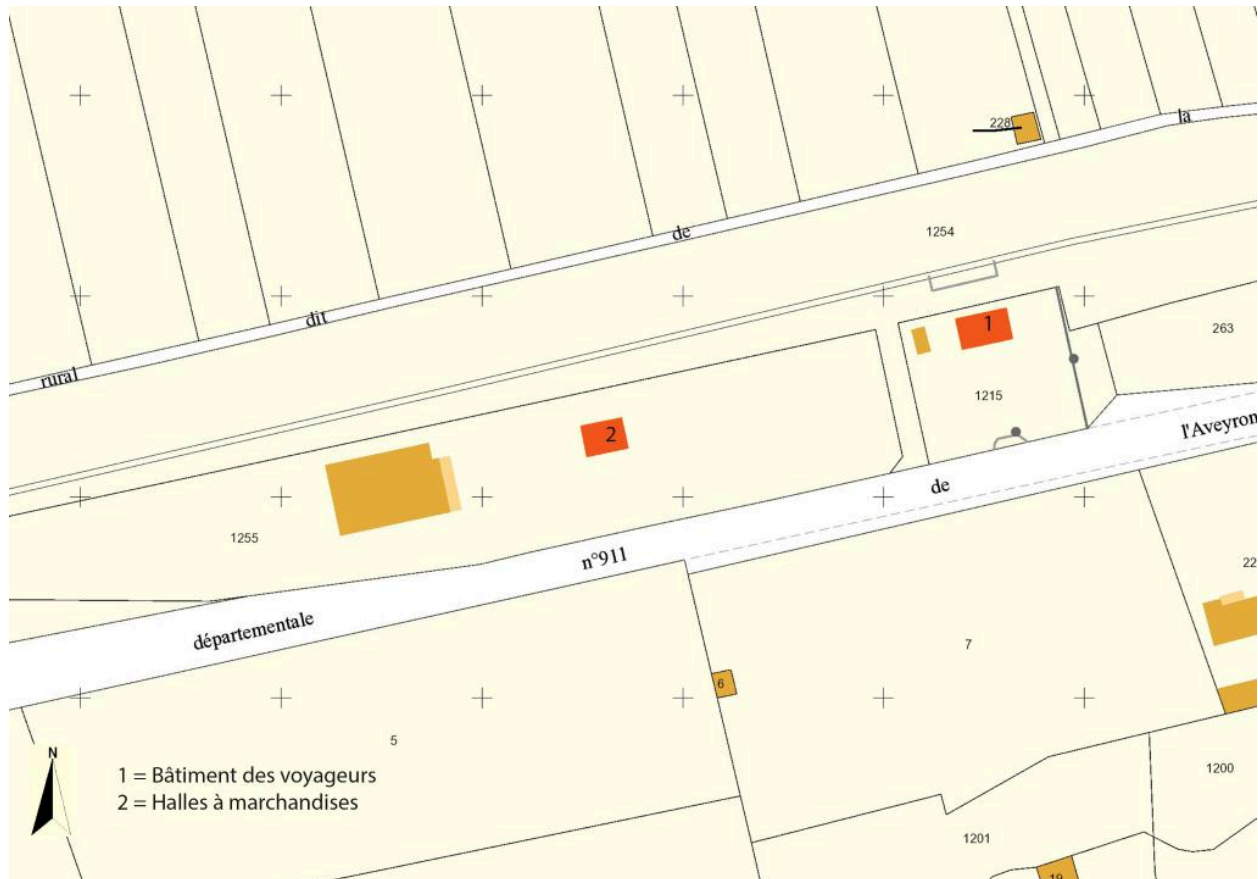 228
la
de
1254
dit
1
263
rural
1215
2
l'Aveyron
de
1255
n°911
22
départementale
7
6
5
N
1 = Bâtiment des voyageurs
2 = Halles à marchandises
1200
1201
19